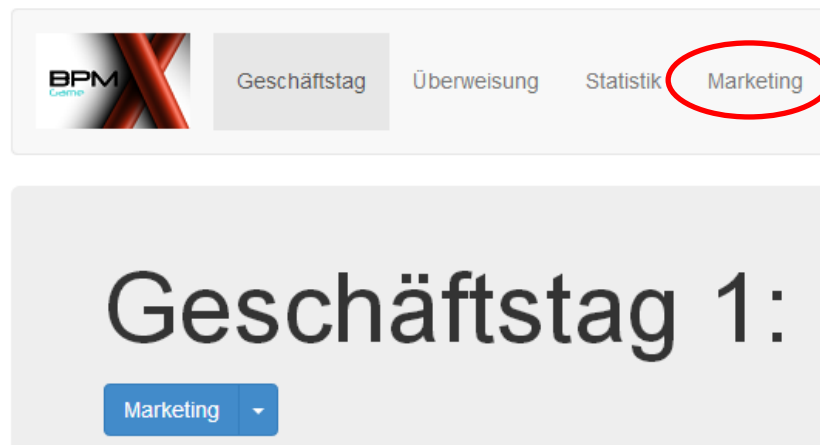 BPM
Game
Geschäftstag Überweisung Statistik Marketing
Geschäftstag 1:
Marketing